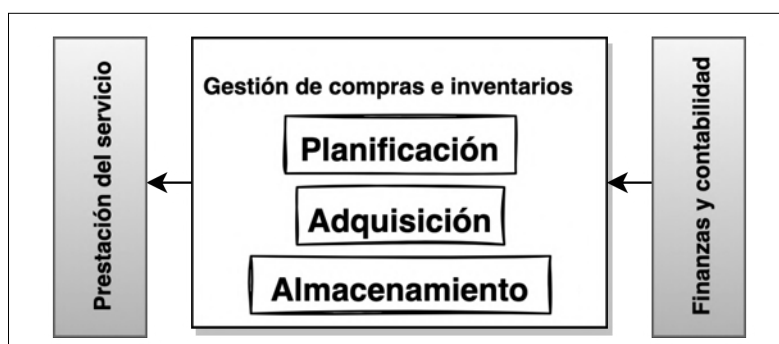 Prestación del servicio
Gestión de compras e inventarios
Planificación
Adquisición
Almacenamiento
Finanzas y contabilidad